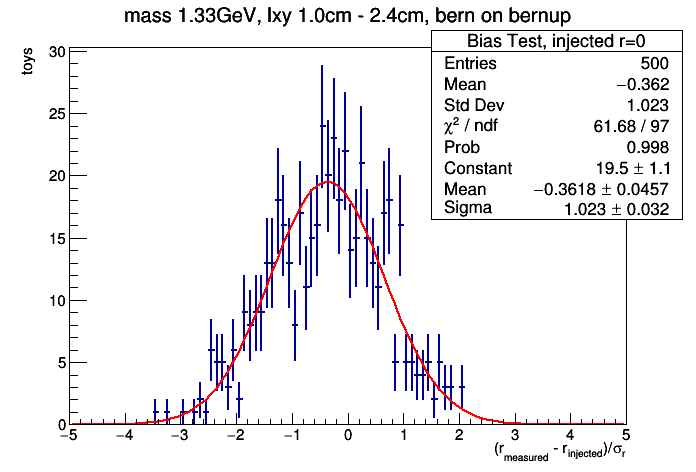 mass 1.33GeV, lxy 1.0cm - 2.4cm, bern on bernup
Bias Test, injected r=0
Entries 500
Mean −0.362
Std Dev 1.023
χ² / ndf 61.68 / 97
Prob 0.998
Constant 19.5 ± 1.1
Mean −0.3618 ± 0.0457
Sigma 1.023 ± 0.032
toys
30
25
20
15
10
5
0
−5 −4 −3 −2 −1 0 1 2 3 4 5
(r_measured - r_injected)/σ_r